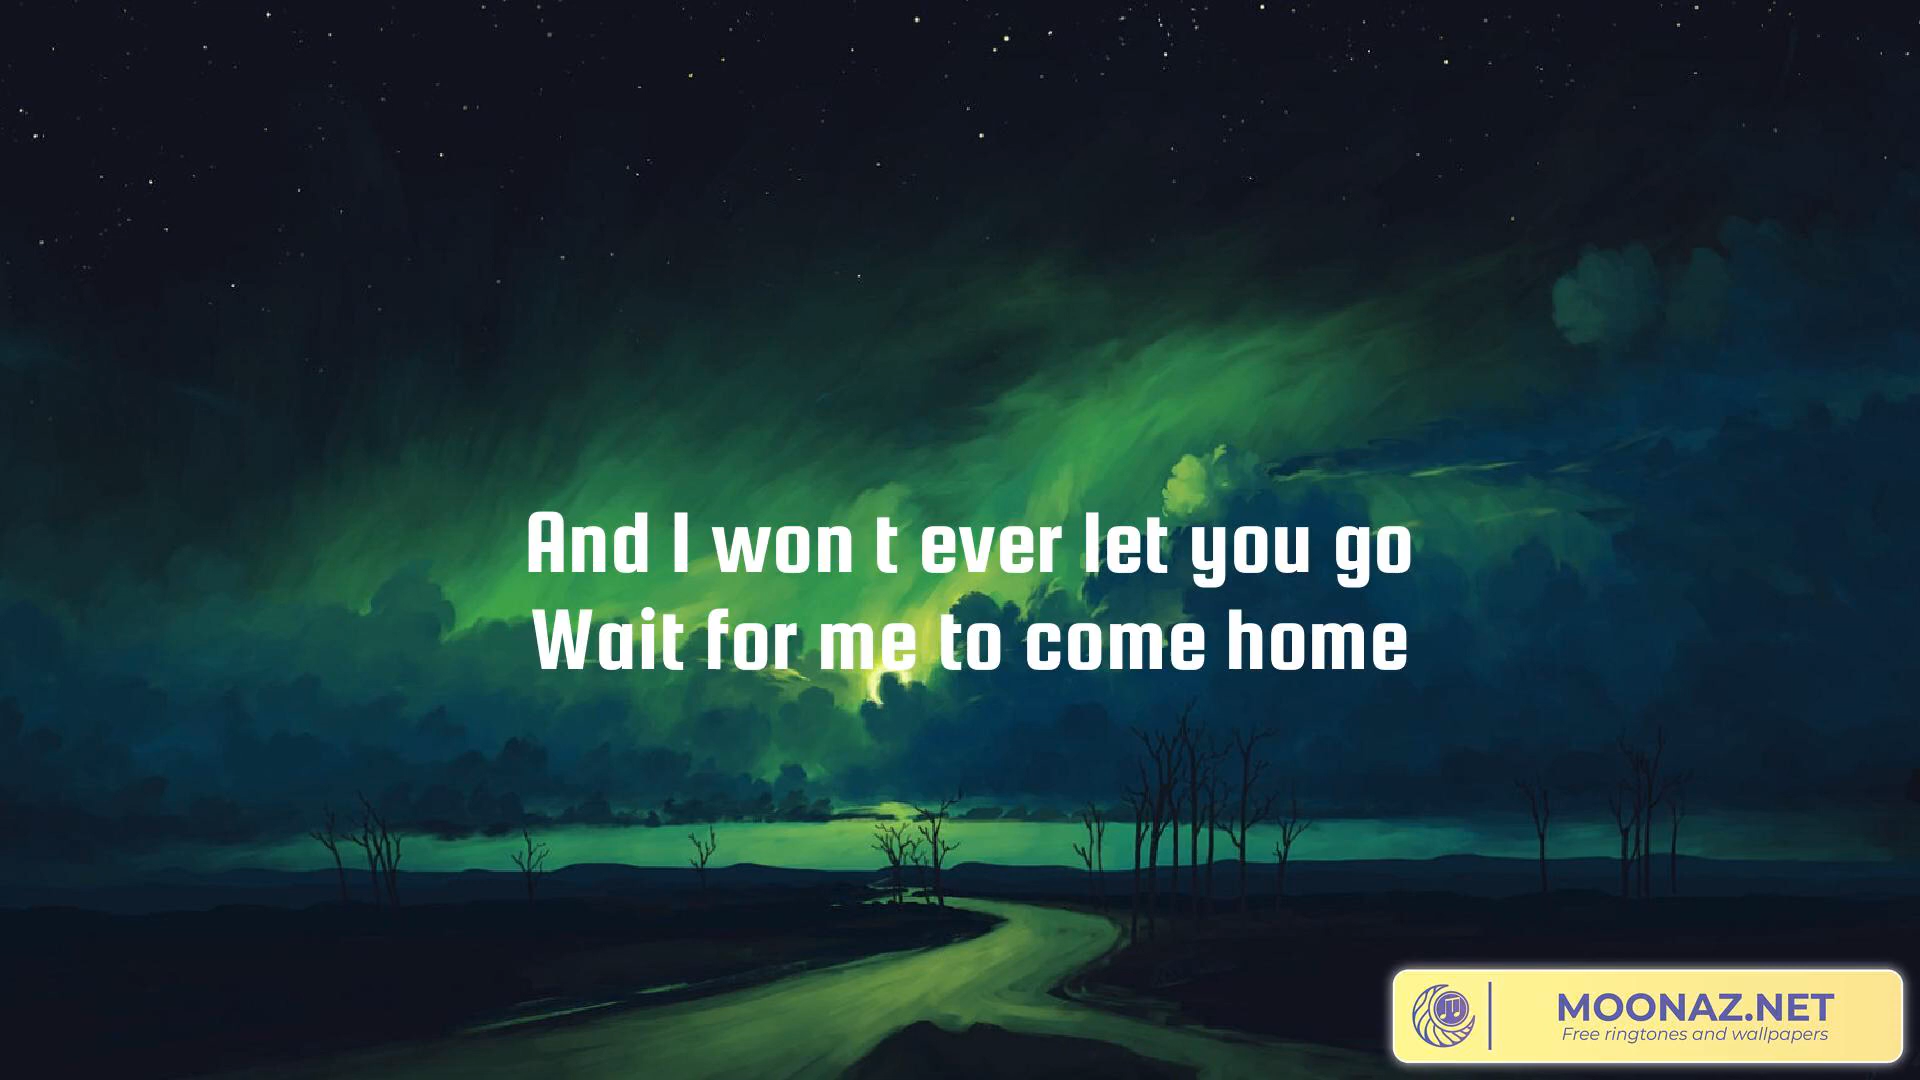 And I won t ever let you go
Wait for me to come home
MOONAZ.NET
Free ringtones and wallpapers